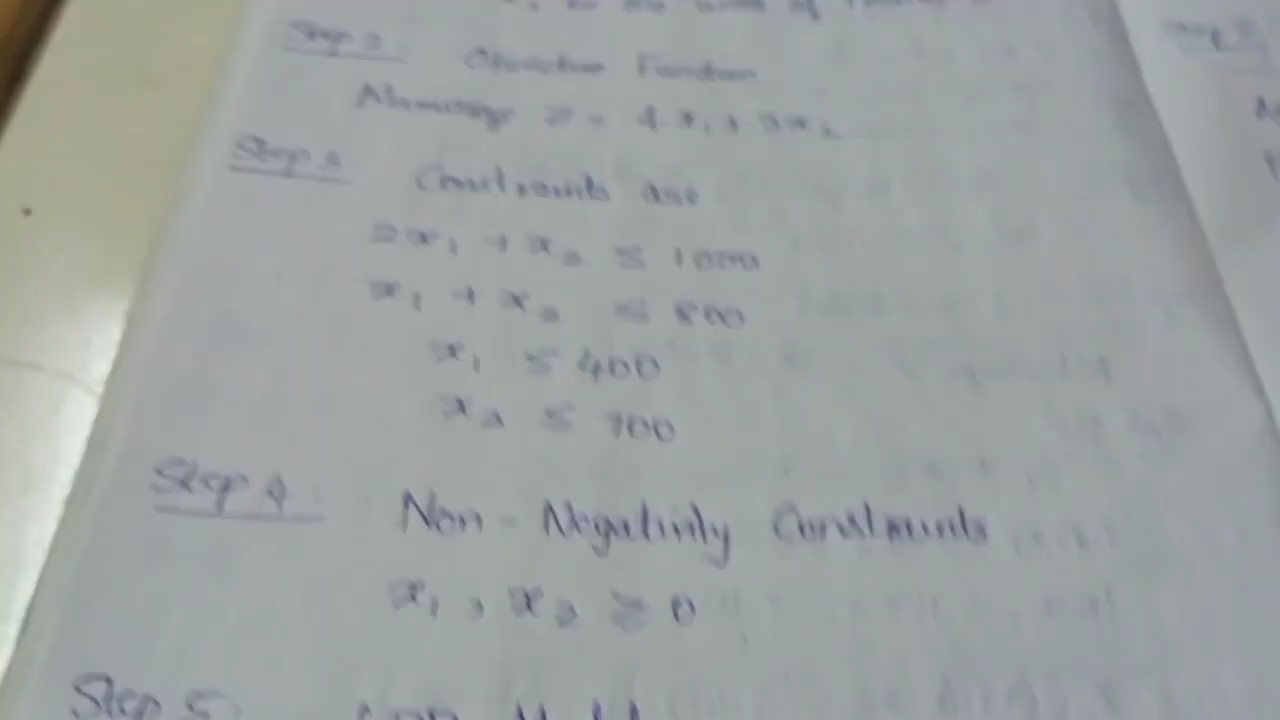 Step 2 Objective Function
Z = 4x₁ + 3x₂
Step 3 Constraints are
2x₁ + x₂ ≤ 1000
x₁ + x₂ ≤ 800
x₁ ≤ 400
x₂ ≤ 700
Step 4 Non - Negativity Constraints
x₁, x₂ ≥ 0
Step 5